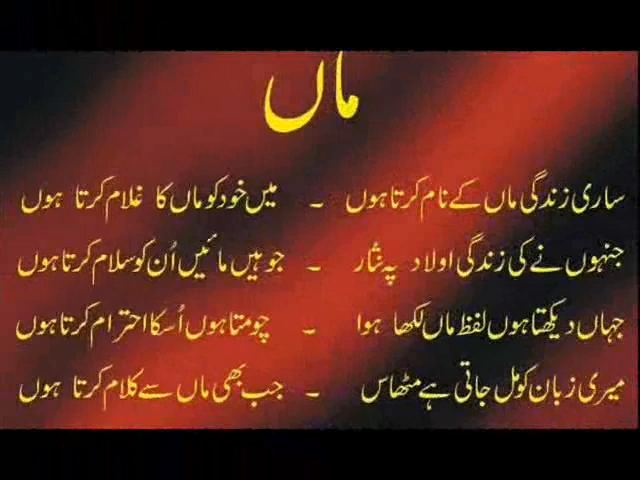 ماں
ساری زندگی ماں کے نام کرتا ہوں ۔ میں خود کو ماں کا غلام کرتا ہوں
جنہوں نے کی زندگی اولاد پہ نثار ۔ جو ہیں مائیں اُن کو سلام کرتا ہوں
جہاں دیکھتا ہوں لفظ ماں لکھا ہوا ۔ چومتا ہوں اُسکا احترام کرتا ہوں
میری زبان کو مل جاتی ہے مٹھاس ۔ جب بھی ماں سے کلام کرتا ہوں